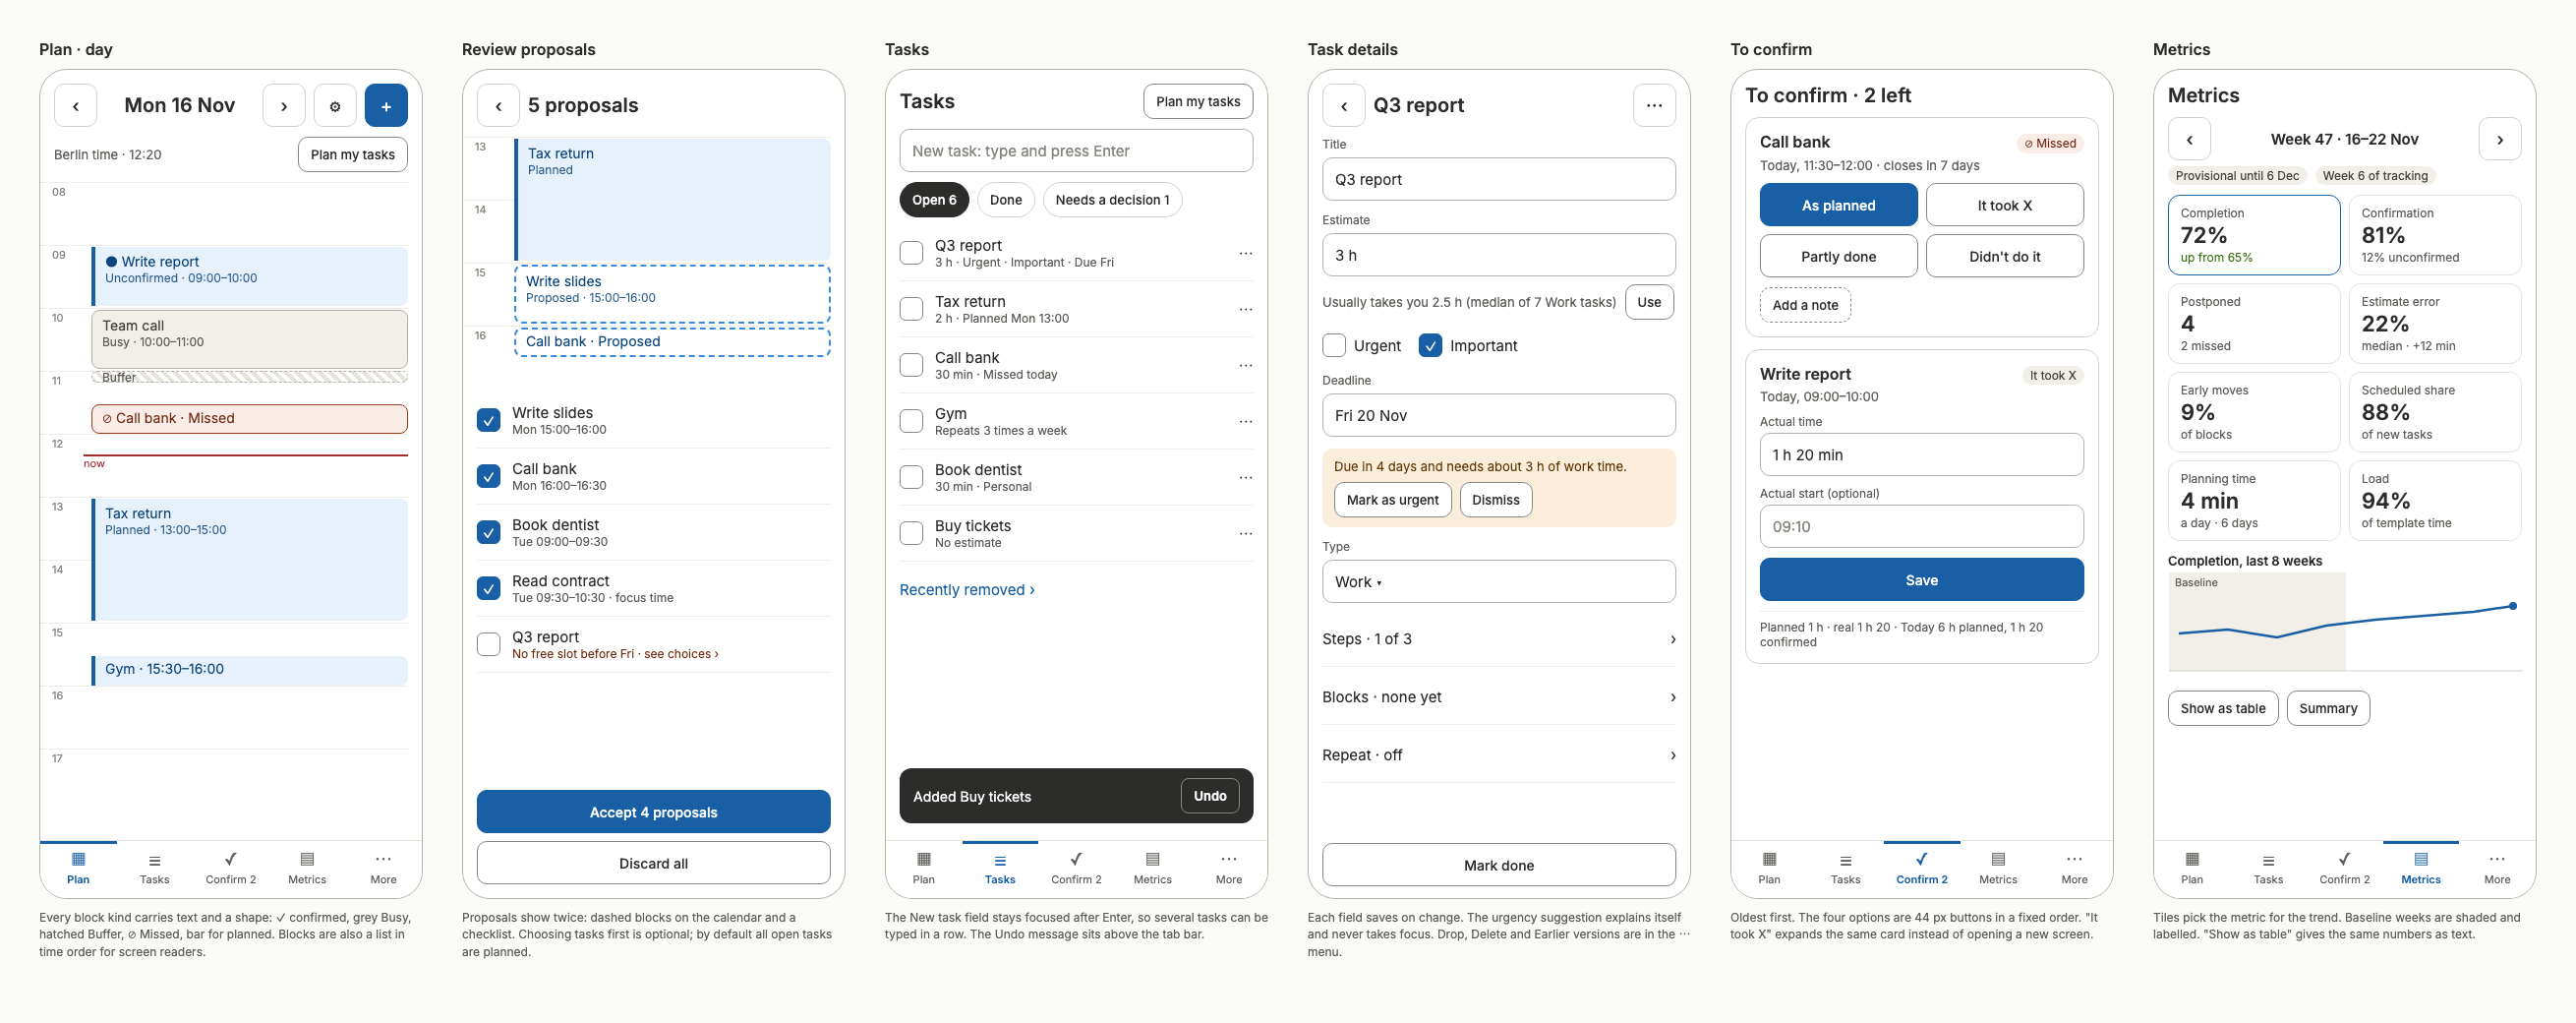 Plan · day
‹
Mon 16 Nov
›
⚙
+
Berlin time · 12:20
Plan my tasks
08
09
● Write report
Unconfirmed · 09:00–10:00
10
Team call
Busy · 10:00–11:00
11
Buffer
⊘ Call bank · Missed
12
now
13
Tax return
Planned · 13:00–15:00
14
15
Gym · 15:30–16:00
16
17
Plan
Tasks
Confirm 2
Metrics
More
Every block kind carries text and a shape: ✓ confirmed, grey Busy,
hatched Buffer, ⊘ Missed, bar for planned. Blocks are also a list in
time order for screen readers.
Review proposals
‹
5 proposals
13
Tax return
Planned
14
15
Write slides
Proposed · 15:00–16:00
16
Call bank · Proposed
Write slides
Mon 15:00–16:00
Call bank
Mon 16:00–16:30
Book dentist
Tue 09:00–09:30
Read contract
Tue 09:30–10:30 · focus time
Q3 report
No free slot before Fri · see choices ›
Accept 4 proposals
Discard all
Proposals show twice: dashed blocks on the calendar and a
checklist. Choosing tasks first is optional; by default all open tasks
are planned.
Tasks
Tasks
Plan my tasks
New task: type and press Enter
Open 6
Done
Needs a decision 1
Q3 report
3 h · Urgent · Important · Due Fri
···
Tax return
2 h · Planned Mon 13:00
···
Call bank
30 min · Missed today
···
Gym
Repeats 3 times a week
···
Book dentist
30 min · Personal
···
Buy tickets
No estimate
···
Recently removed ›
Added Buy tickets
Undo
Plan
Tasks
Confirm 2
Metrics
More
The New task field stays focused after Enter, so several tasks can be
typed in a row. The Undo message sits above the tab bar.
Task details
‹
Q3 report
···
Title
Q3 report
Estimate
3 h
Usually takes you 2.5 h (median of 7 Work tasks)
Use
Urgent
Important
Deadline
Fri 20 Nov
Due in 4 days and needs about 3 h of work time.
Mark as urgent
Dismiss
Type
Work ▾
Steps · 1 of 3
›
Blocks · none yet
›
Repeat · off
›
Mark done
Each field saves on change. The urgency suggestion explains itself
and never takes focus. Drop, Delete and Earlier versions are in the ···
menu.
To confirm
To confirm · 2 left
Call bank
⊘ Missed
Today, 11:30–12:00 · closes in 7 days
As planned
It took X
Partly done
Didn't do it
Add a note
Write report
It took X
Today, 09:00–10:00
Actual time
1 h 20 min
Actual start (optional)
09:10
Save
Planned 1 h · real 1 h 20 · Today 6 h planned, 1 h 20
confirmed
Plan
Tasks
Confirm 2
Metrics
More
Oldest first. The four options are 44 px buttons in a fixed order. "It
took X" expands the same card instead of opening a new screen.
Metrics
Metrics
‹
Week 47 · 16–22 Nov
›
Provisional until 6 Dec
Week 6 of tracking
Completion
72%
up from 65%
Confirmation
81%
12% unconfirmed
Postponed
4
2 missed
Estimate error
22%
median · +12 min
Early moves
9%
of blocks
Scheduled share
88%
of new tasks
Planning time
4 min
a day · 6 days
Load
94%
of template time
Completion, last 8 weeks
Baseline
Show as table
Summary
Plan
Tasks
Confirm 2
Metrics
More
Tiles pick the metric for the trend. Baseline weeks are shaded and
labelled. "Show as table" gives the same numbers as text.